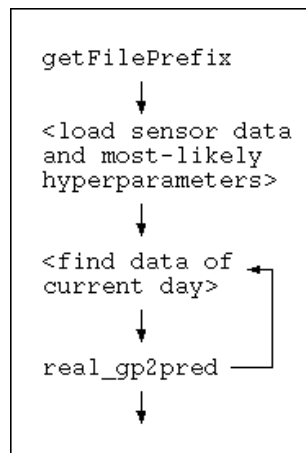 getFilePrefix
<load sensor data
and most-likely
hyperparameters>
<find data of
current day>
real_gp2pred